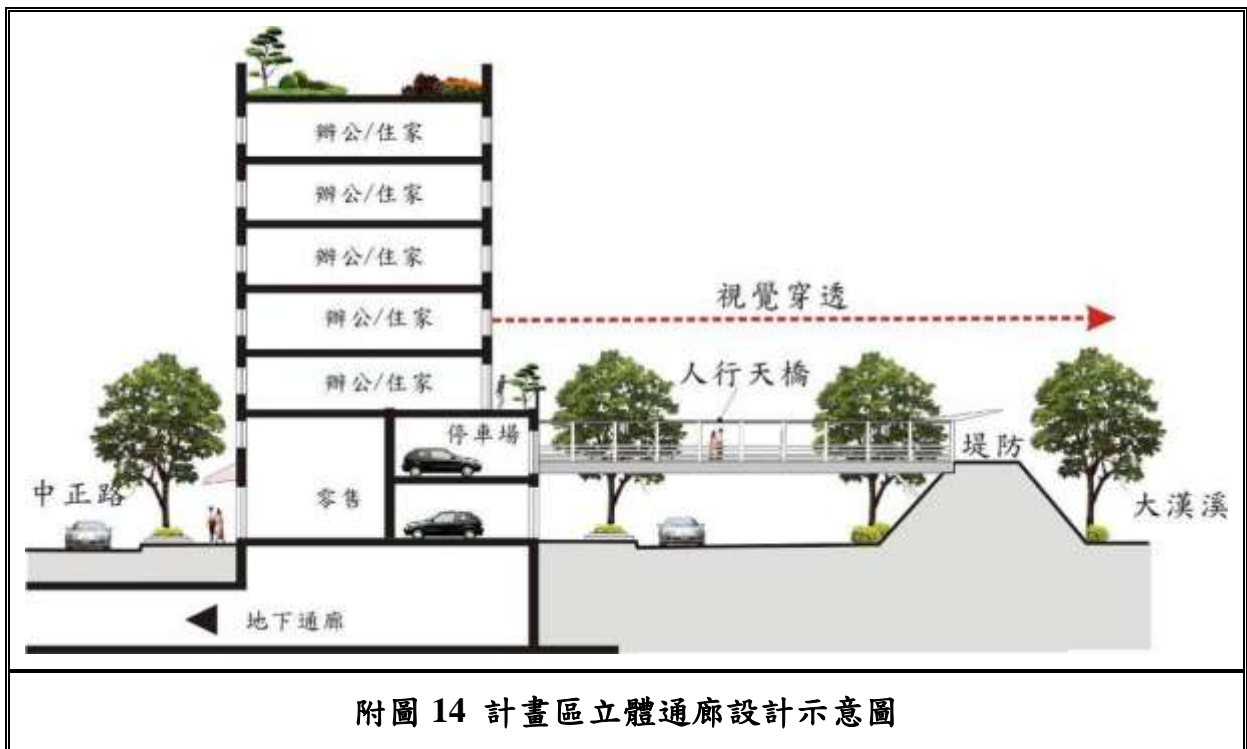 辦公/住家
辦公/住家
辦公/住家
視覺穿透
辦公/住家
辦公/住家
人行天橋
停車場
堤防
中正路
零售
大漢溪
地下通廊
附圖 14 計畫區立體通廊設計示意圖